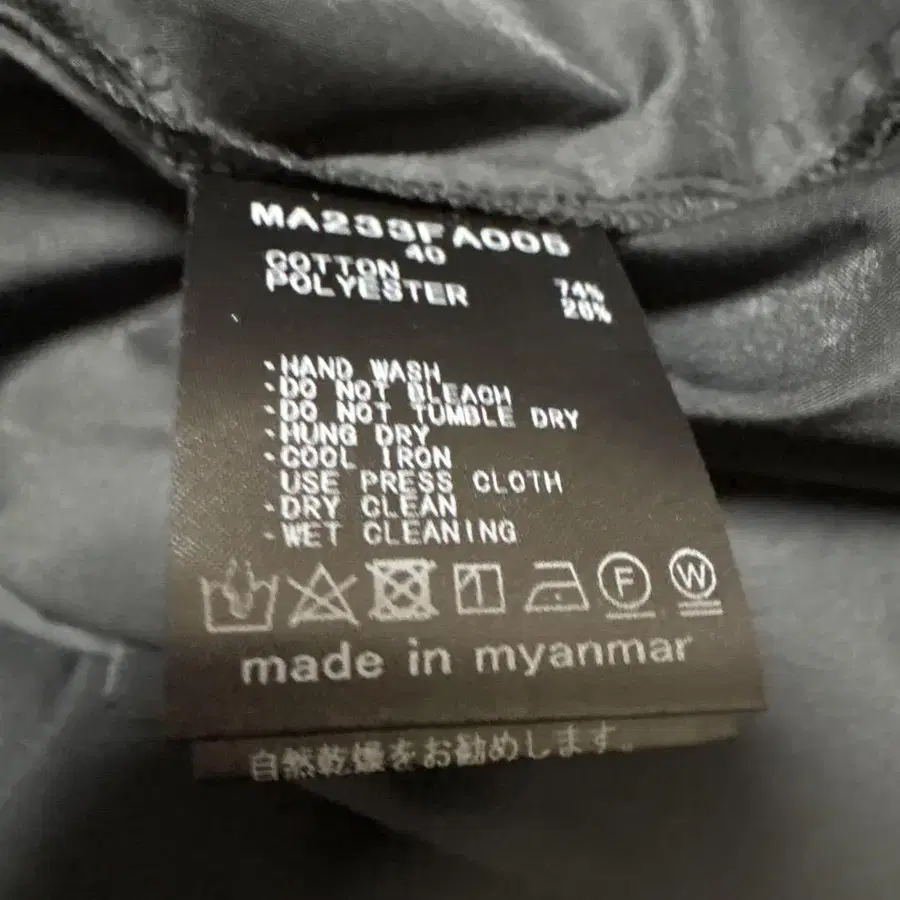 MA233FA005
40
COTTON 74%
POLYESTER 26%
-HAND WASH
-DO NOT BLEACH
-DO NOT TUMBLE DRY
-HUNG DRY
-COOL IRON
USE PRESS CLOTH
-DRY CLEAN
-WET CLEANING
F W
made in myanmar
自然乾燥をお勧めします。